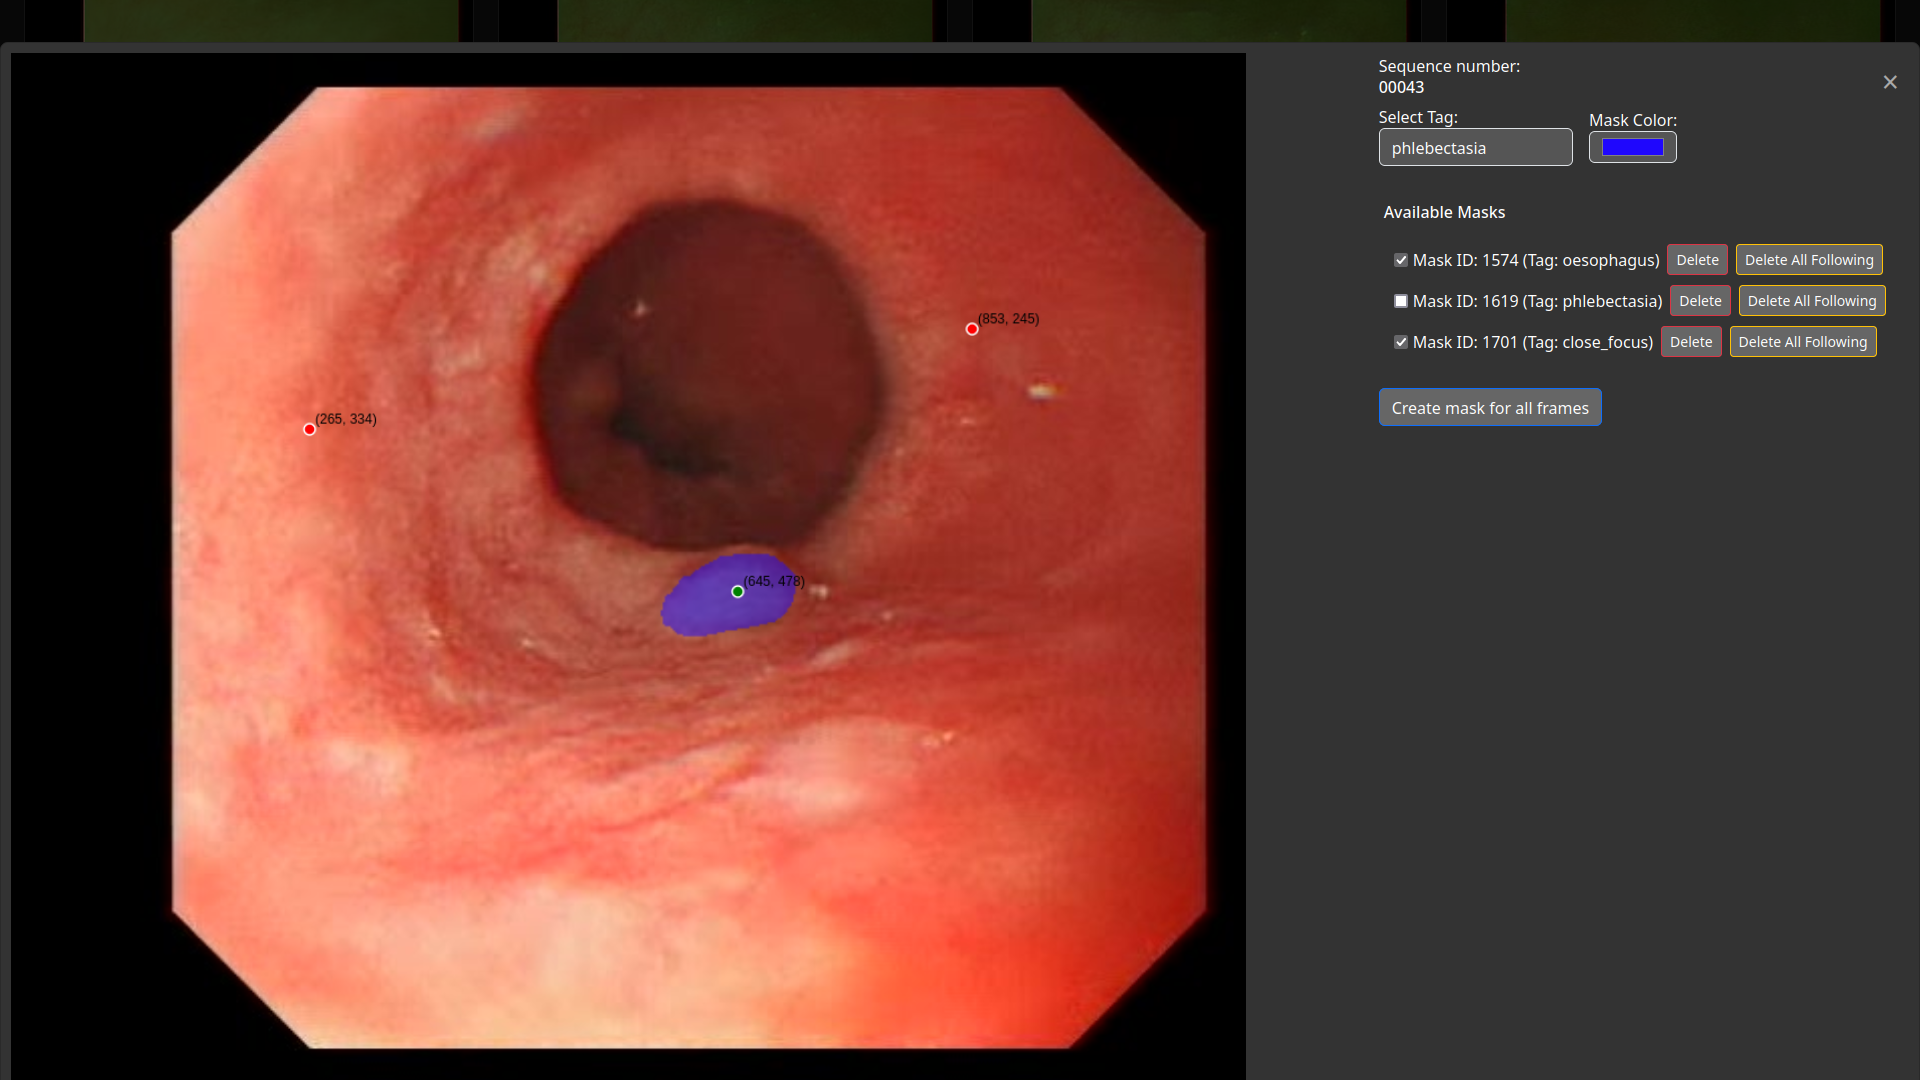 Sequence number:
00043
Select Tag:
Mask Color:
phlebectasia
Available Masks
Mask ID: 1574 (Tag: oesophagus) Delete Delete All Following
Mask ID: 1619 (Tag: phlebectasia) Delete Delete All Following
Mask ID: 1701 (Tag: close_focus) Delete Delete All Following
Create mask for all frames
(853, 245)
(265, 334)
(645, 478)